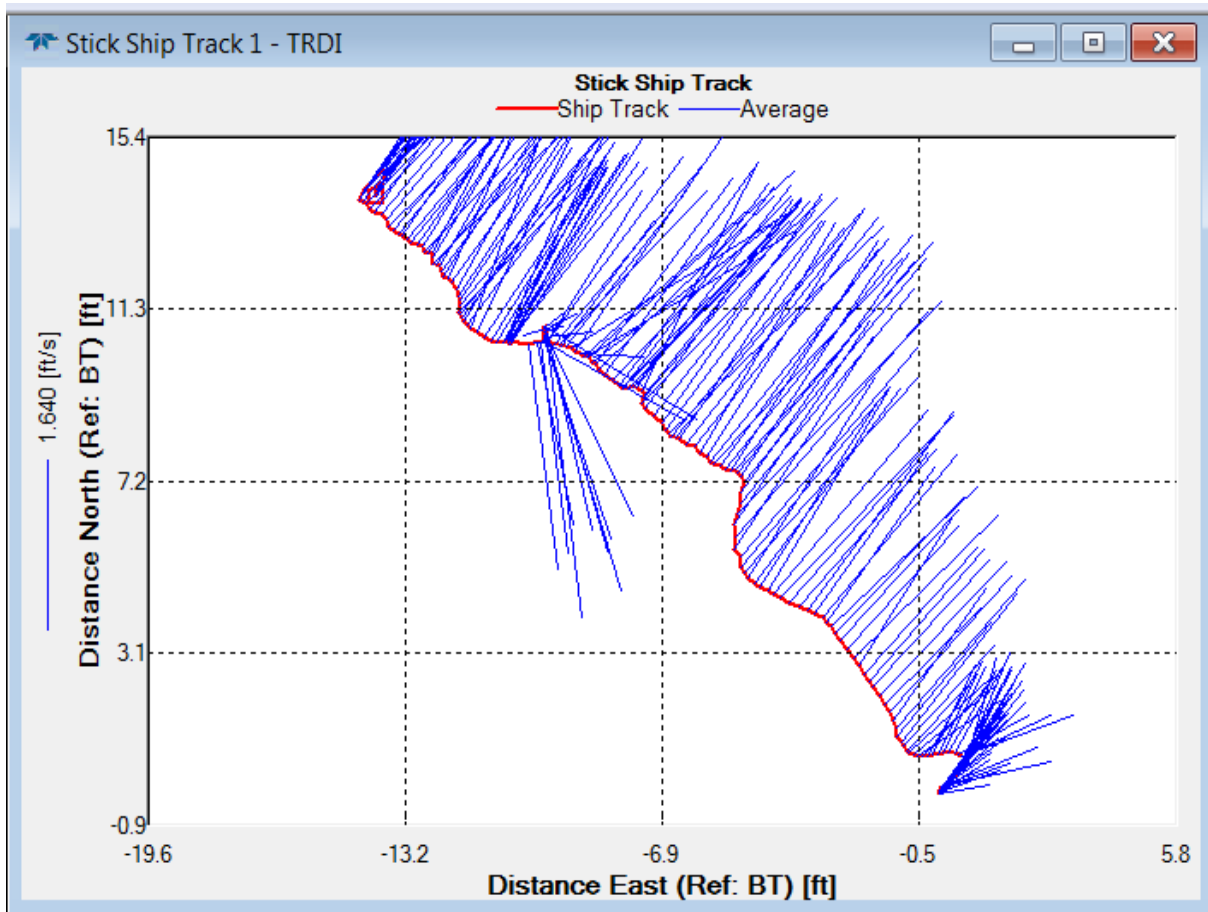 Stick Ship Track 1 - TRDI
Stick Ship Track
Ship Track Average
15.4
11.3
7.2
3.1
-0.9
-19.6 -13.2 -6.9 -0.5 5.8
Distance East (Ref: BT) [ft]
Distance North (Ref: BT) [ft]
1.640 [ft/s]